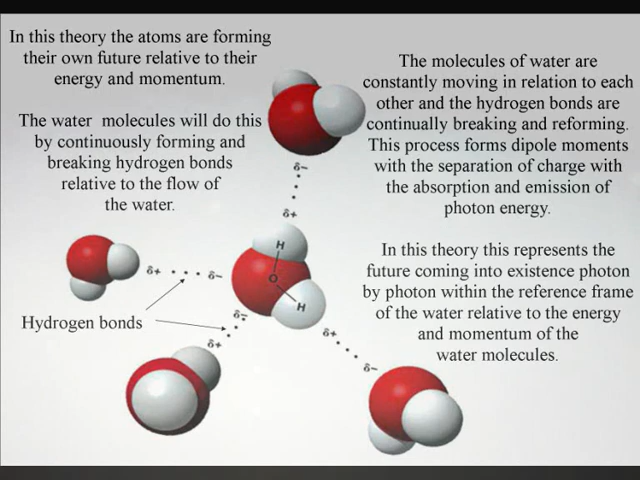 In this theory the atoms are forming
their own future relative to their
energy and momentum.
The water molecules will do this
by continuously forming and
breaking hydrogen bonds
relative to the flow of
the water.
The molecules of water are
constantly moving in relation to each
other and the hydrogen bonds are
continually breaking and reforming.
This process forms dipole moments
with the separation of charge with
the absorption and emission of
photon energy.
In this theory this represents the
future coming into existence photon
by photon within the reference frame
of the water relative to the energy
and momentum of the
water molecules.
δ−
δ+
H
O
H
δ+
δ−
Hydrogen bonds
δ−
δ+
δ+
δ−